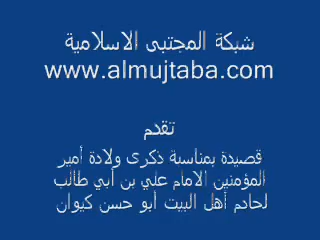 شبكة المجتبى الاسلامية
www.almujtaba.com
تقدم
قصيدة بمناسبة ذكرى ولادة أمير
المؤمنين الامام علي بن أبي طالب
لخادم أهل البيت أبو حسن كيوان